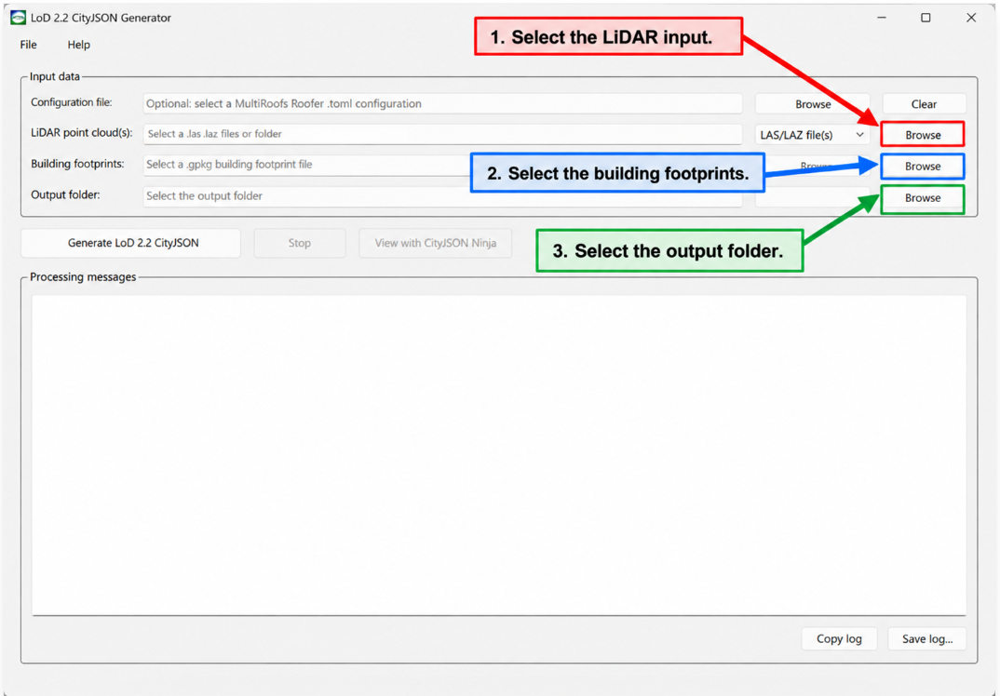 LoD 2.2 CityJSON Generator
File Help
1. Select the LiDAR input.
Input data
Configuration file: Optional: select a MultiRoofs Roofer .toml configuration Browse Clear
LiDAR point cloud(s): Select a .las .laz files or folder LAS/LAZ file(s) Browse
Building footprints: Select a .gpkg building footprint file Browse
2. Select the building footprints.
Output folder: Select the output folder Browse
Generate LoD 2.2 CityJSON Stop View with CityJSON Ninja
3. Select the output folder.
Processing messages
Copy log Save log...